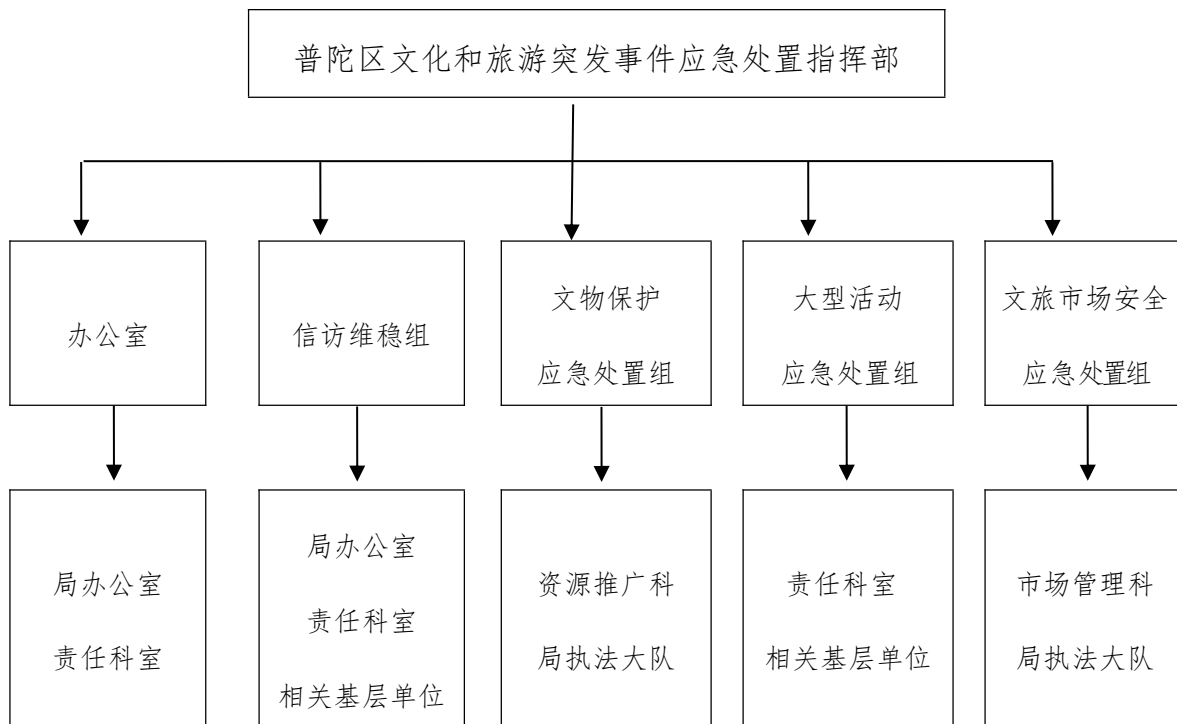 普陀区文化和旅游突发事件应急处置指挥部
办公室
信访维稳组
文物保护
应急处置组
大型活动
应急处置组
文旅市场安全
应急处置组
局办公室
责任科室
局办公室
责任科室
相关基层单位
资源推广科
局执法大队
责任科室
相关基层单位
市场管理科
局执法大队